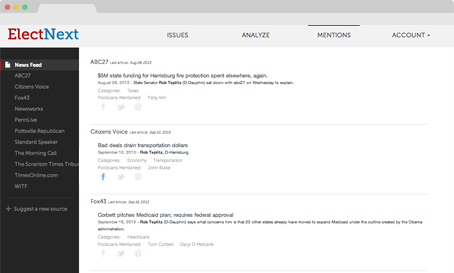 ElectNext
ISSUES
ANALYZE
MENTIONS
ACCOUNT
News Feed
ABC27
Citizens Voice
Fox43
Newsworks
PennLive
Pottsville Republican
Standard Speaker
The Morning Call
The Scranton Times Tribu
TimesOnline.com
WITF
+ Suggest a new source
ABC27 Last article: Aug 28, 2013
$5M state funding for Harrisburg fire protection spent elsewhere, again.
August 28, 2013 - State Senator Rob Teplitz (D-Dauphin) sat down with abc27 on Wednesday to explain.
Categories: Taxes
Politicians Mentioned: Patty Kim
Citizens Voice Last article: Sep 10, 2013
Bad deals drain transportation dollars
September 10, 2013 - Rob Teplitz, D-Harrisburg.
Categories: Economy Transportation
Politicians Mentioned: John Blake
Fox43 Last article: Sep 16, 2013
Corbett pitches Medicaid plan; requires federal approval
September 16, 2013 - Rob Teplitz (D-Dauphin) says what concerns him is that 25 other states already have moved to expand Medicaid under the outline created by the Obama
administration.
Categories: Healthcare
Politicians Mentioned: Tom Corbett Daryl D Metcalfe